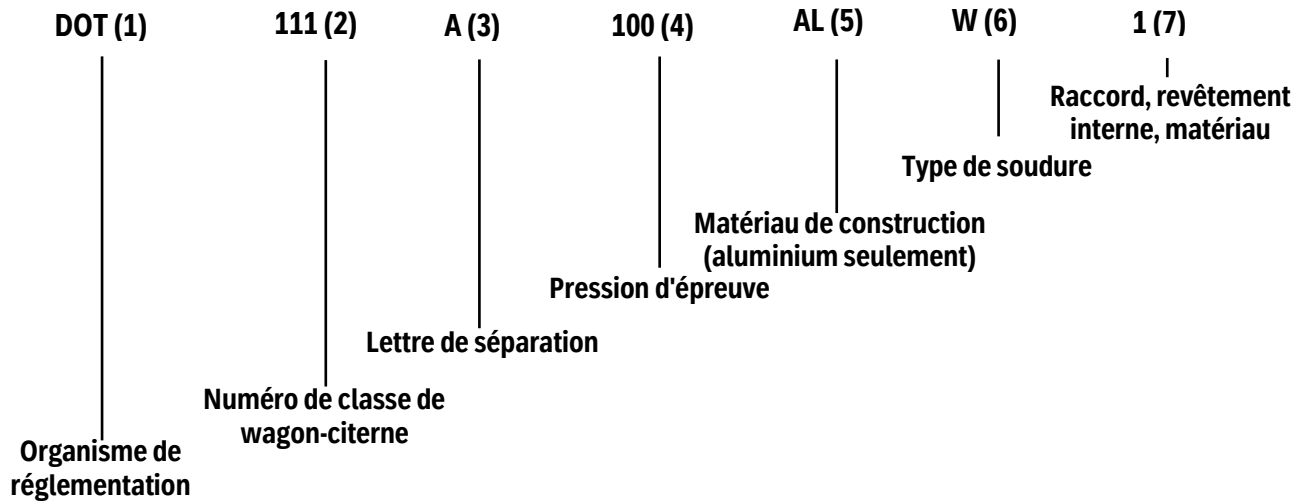 DOT (1) 111 (2) A (3) 100 (4) AL (5) W (6) 1 (7)
Raccord, revêtement
interne, matériau
Type de soudure
Matériau de construction
(aluminium seulement)
Pression d'épreuve
Lettre de séparation
Numéro de classe de
wagon-citerne
Organisme de
réglementation